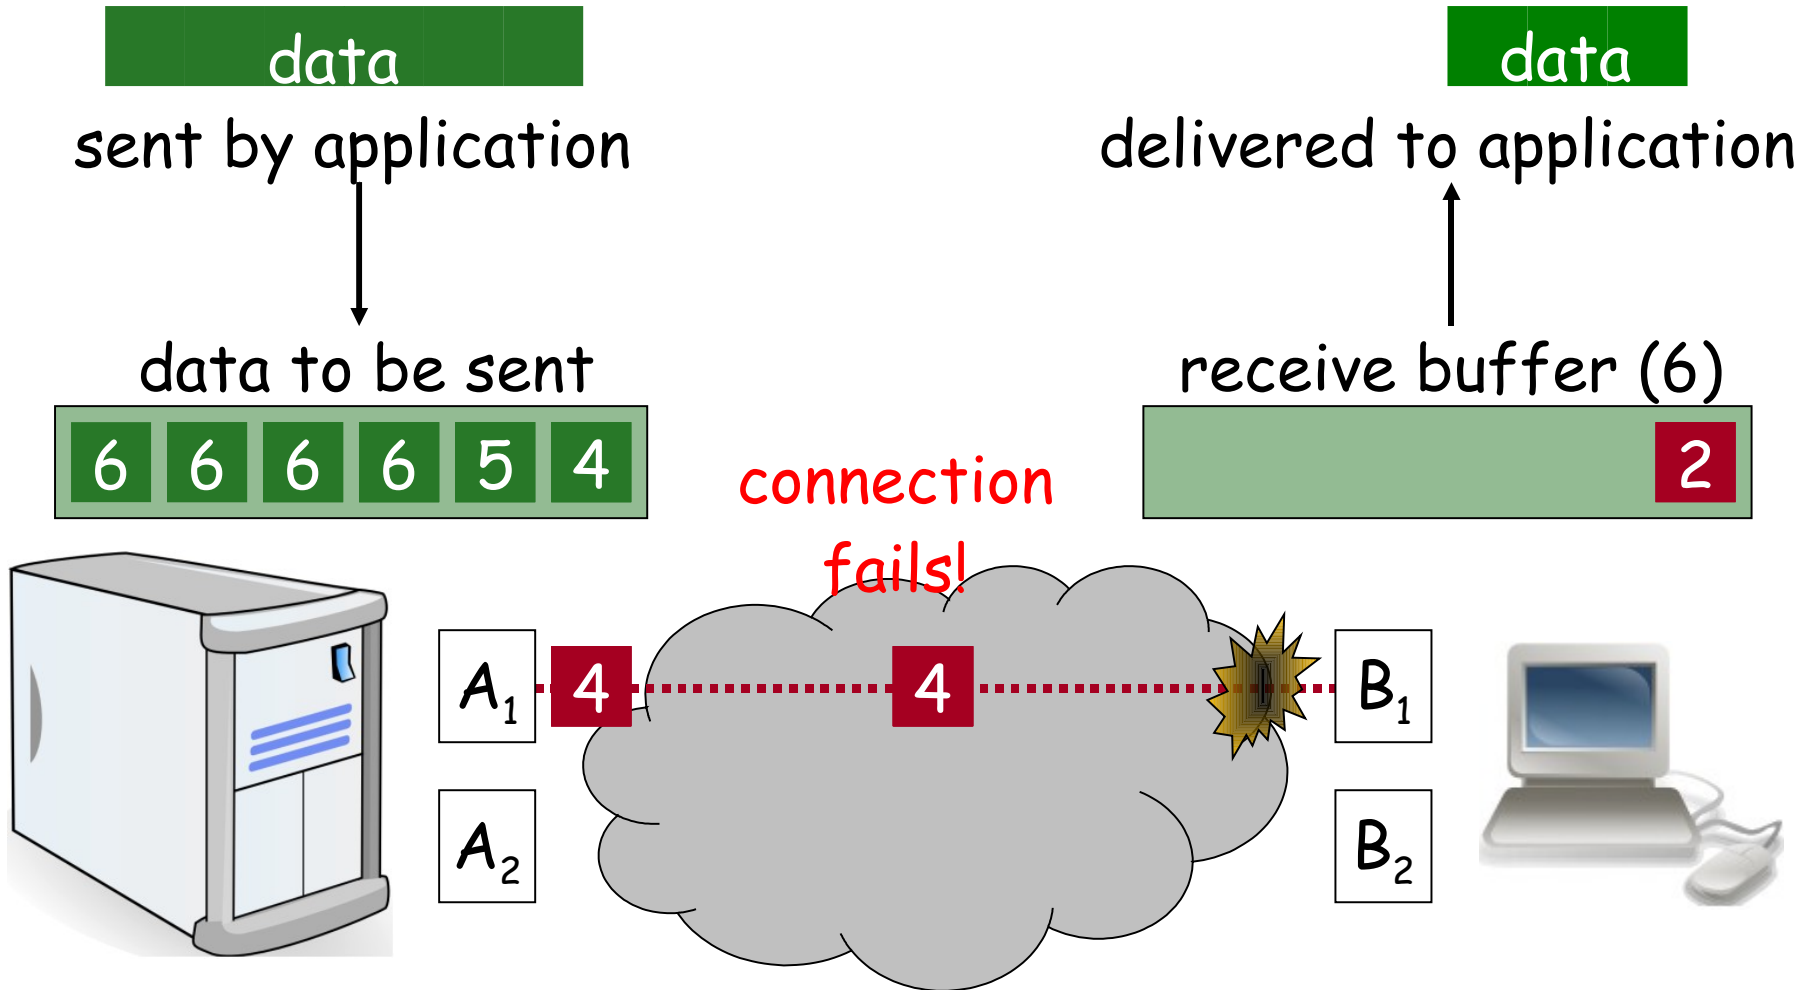 data
data
sent by application
delivered to application
data to be sent
receive buffer (6)
6 6 6 6 5 4
2
connection
fails!
A1
4
4
B1
A2
B2